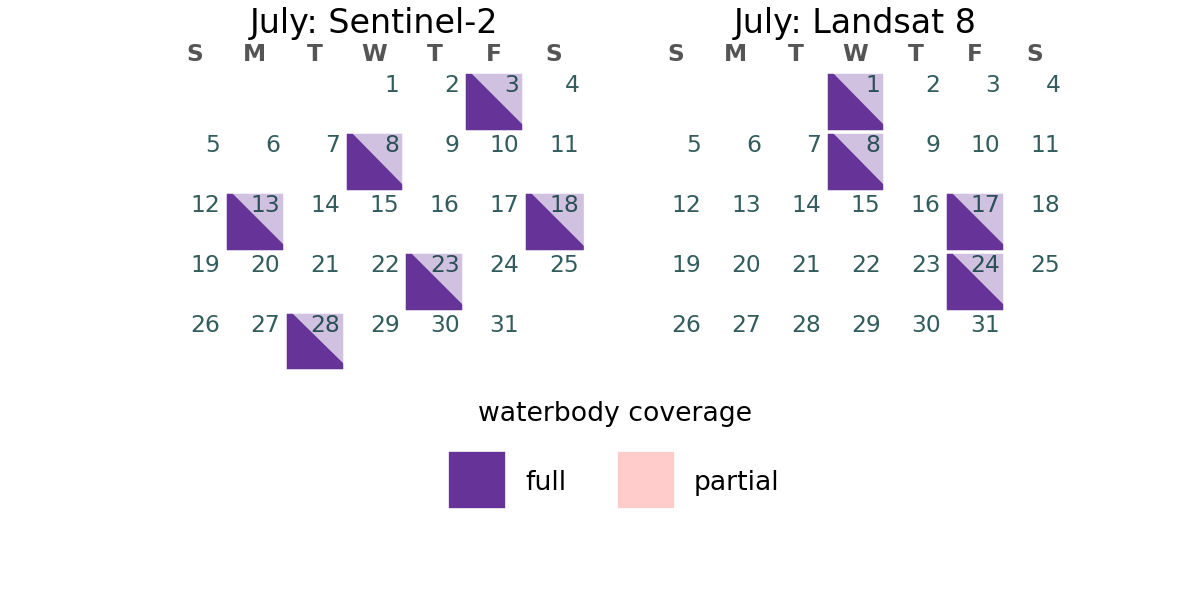 July: Sentinel-2
S M T W T F S
1 2 3 4
5 6 7 8 9 10 11
12 13 14 15 16 17 18
19 20 21 22 23 24 25
26 27 28 29 30 31
July: Landsat 8
S M T W T F S
1 2 3 4
5 6 7 8 9 10 11
12 13 14 15 16 17 18
19 20 21 22 23 24 25
26 27 28 29 30 31
waterbody coverage
full partial